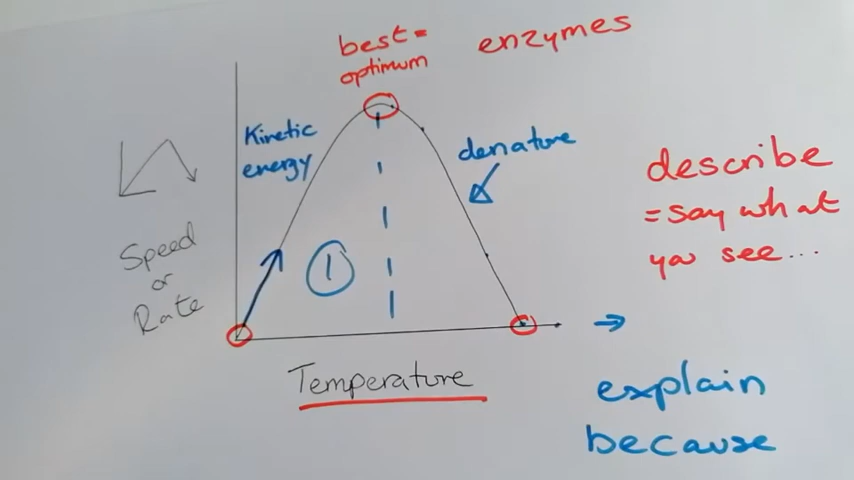 best=
optimum
enzymes
Kinetic
energy
denature
describe
=say what
you see...
Speed
or
Rate
1
Temperature
explain
because